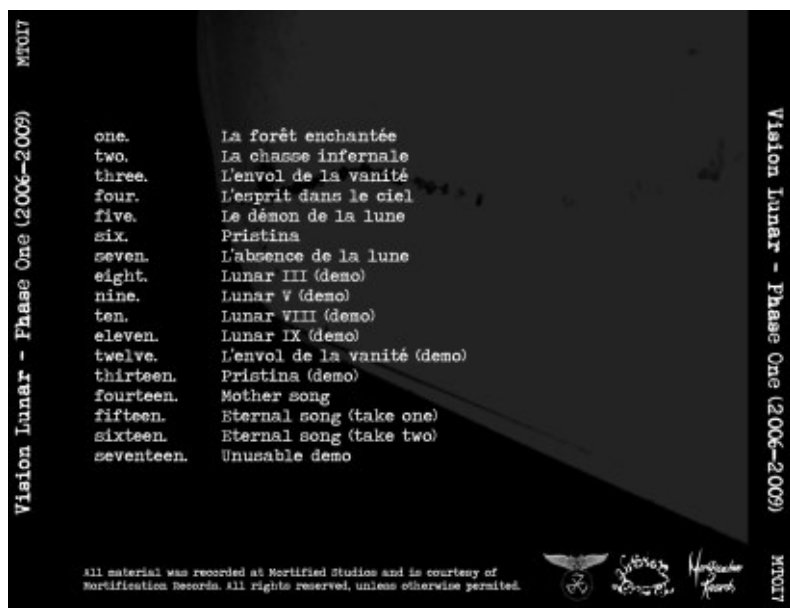 MT017
Vision Lunar - Phase One (2006-2009)
one. La forêt enchantée
two. La chasse infernale
three. L'envol de la vanité
four. L'esprit dans le ciel
five. Le démon de la lune
six. Pristina
seven. L'absence de la lune
eight. Lunar III (demo)
nine. Lunar V (demo)
ten. Lunar VIII (demo)
eleven. Lunar IX (demo)
twelve. L'envol de la vanité (demo)
thirteen. Pristina (demo)
fourteen. Mother song
fifteen. Eternal song (take one)
sixteen. Eternal song (take two)
seventeen. Unusable demo
Vision Lunar - Phase One (2006-2009)
MT017
All material was recorded at Mortified Studios and is courtesy of
Mortification Records. All rights reserved, unless otherwise permited.
Mortification
Records